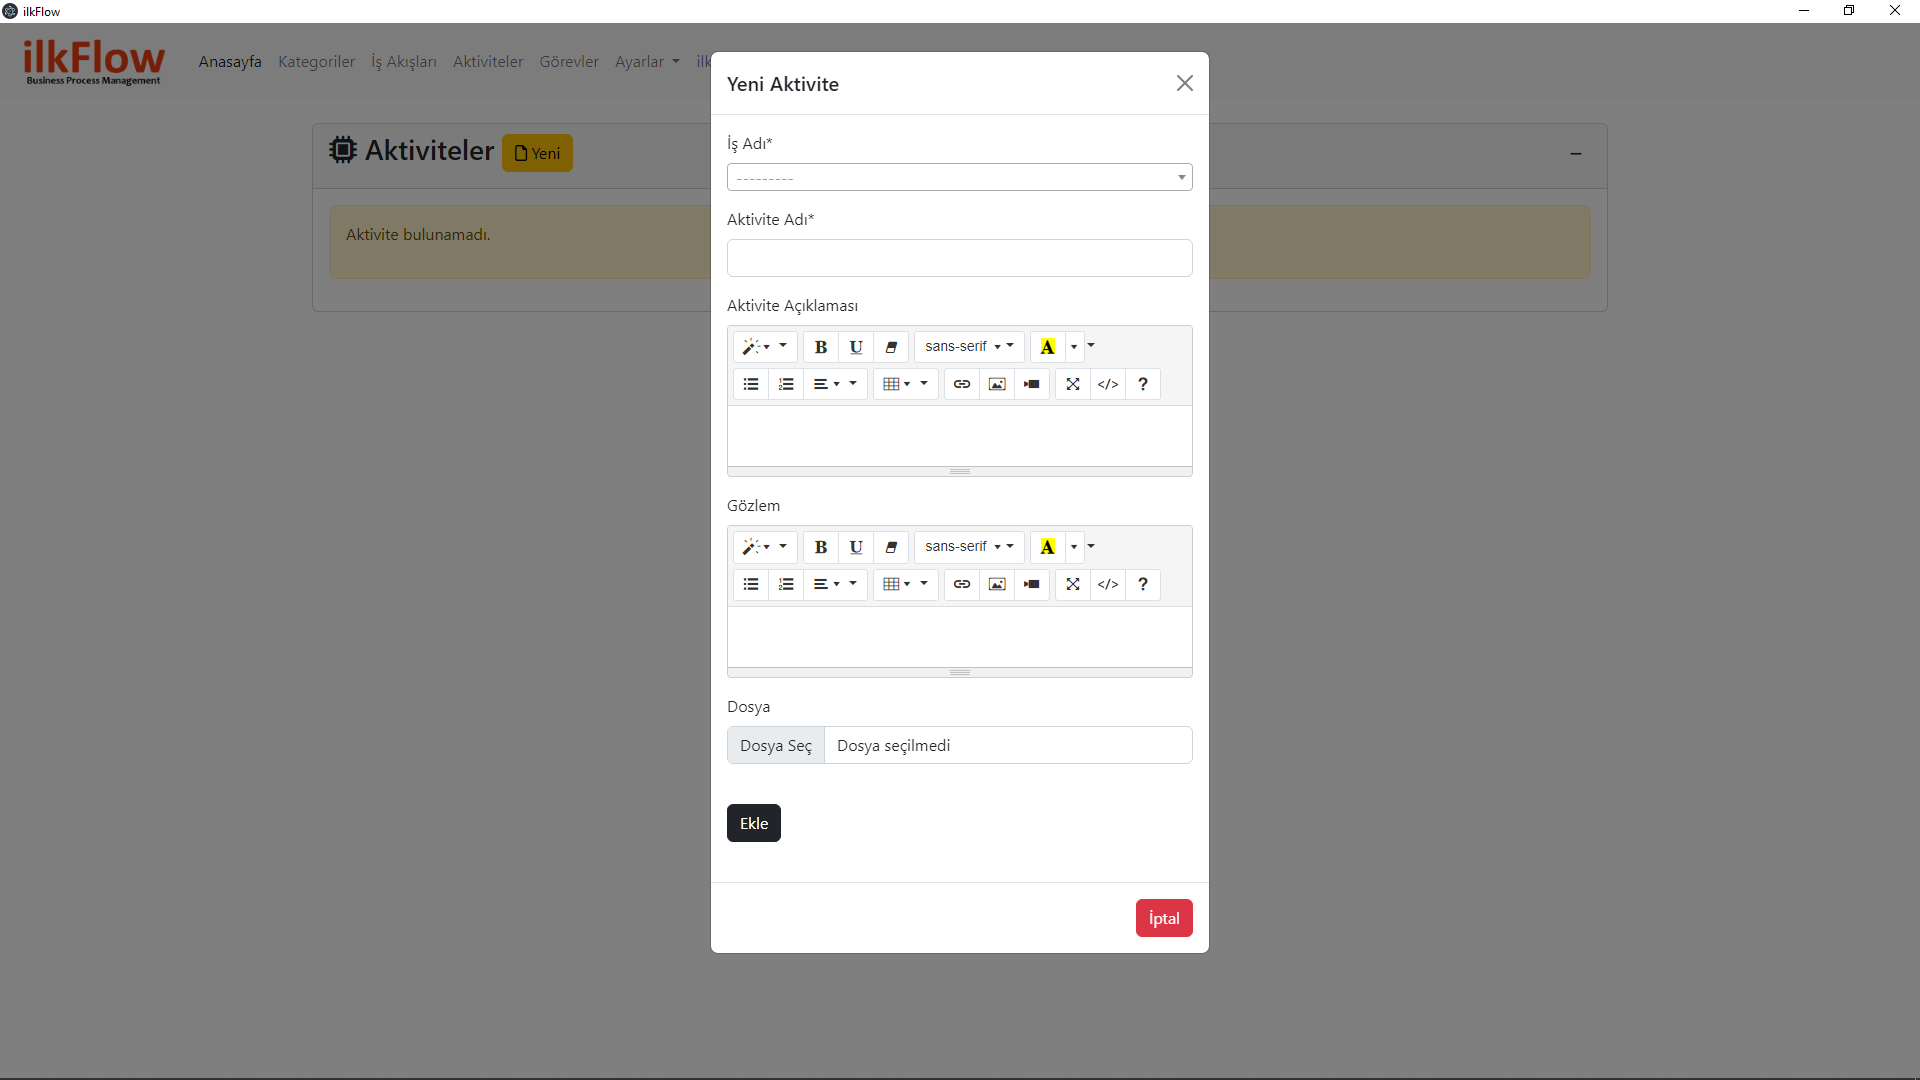 ilkFlow
ilkFlow
Business Process Management
Anasayfa Kategoriler İş Akışları Aktiviteler Görevler Ayarlar ilk
Yeni Aktivite
Aktiviteler Yeni
Aktivite bulunamadı.
İş Adı*
---------
Aktivite Adı*
Aktivite Açıklaması
B U sans-serif A
</> ?
Gözlem
B U sans-serif A
</> ?
Dosya
Dosya Seç Dosya seçilmedi
Ekle
İptal